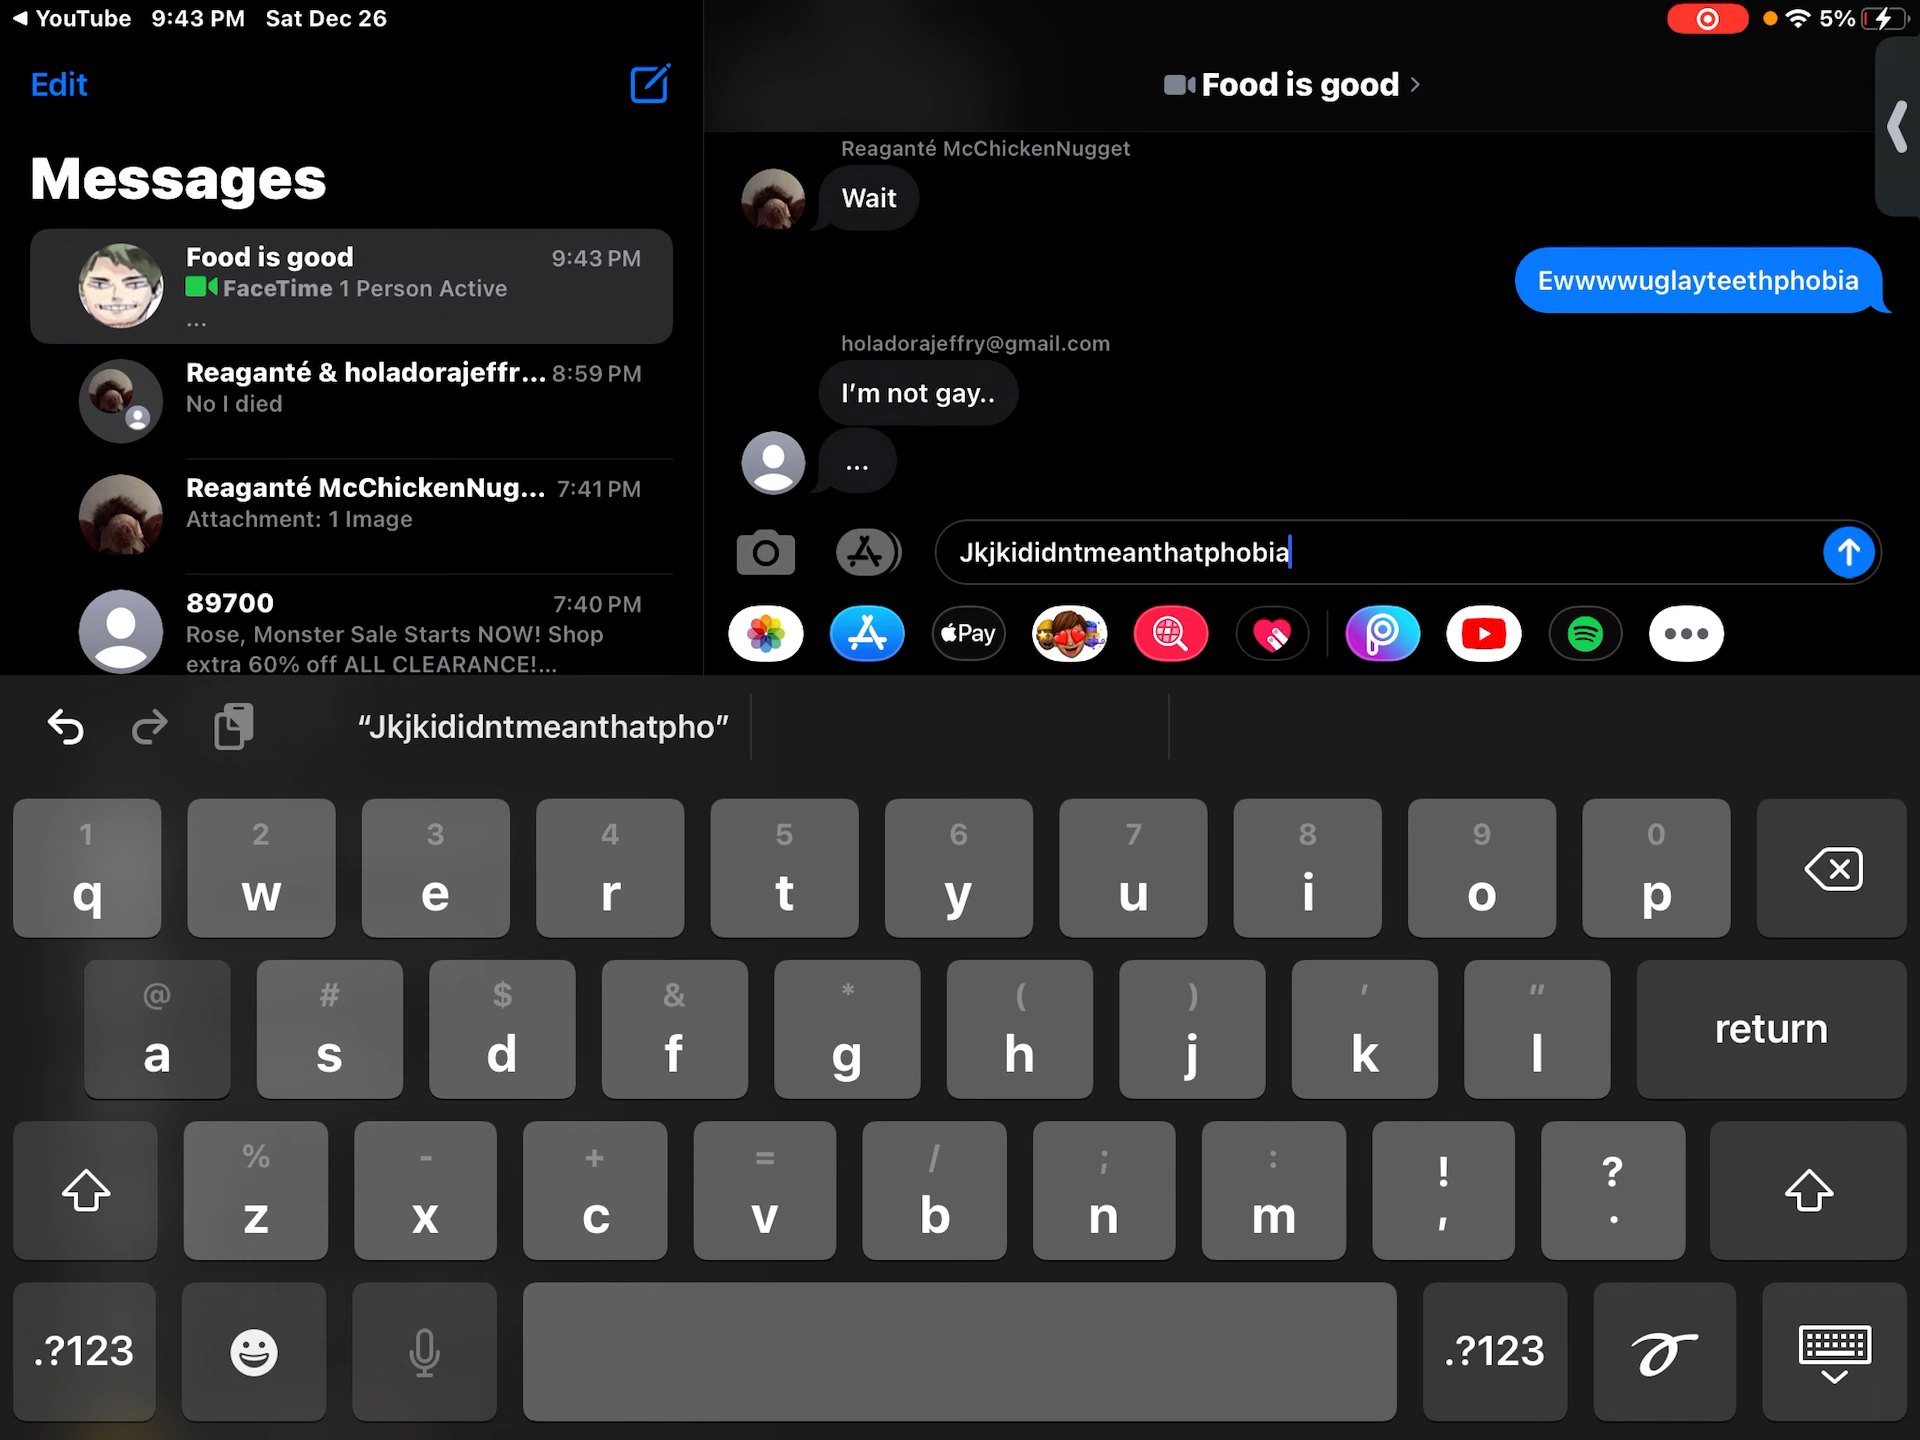 YouTube 9:43 PM Sat Dec 26
5%
Edit
Messages
Food is good 9:43 PM
FaceTime 1 Person Active
...
Reaganté & holadorajeffr... 8:59 PM
No I died
Reaganté McChickenNug... 7:41 PM
Attachment: 1 Image
89700 7:40 PM
Rose, Monster Sale Starts NOW! Shop
extra 60% off ALL CLEARANCE!...
Food is good
Reaganté McChickenNugget
Wait
Ewwwwuglayteethphobia
holadorajeffry@gmail.com
I’m not gay..
...
Jkjkididntmeanthatphobia
Pay
“Jkjkididntmeanthatpho”
1 2 3 4 5 6 7 8 9 0
q w e r t y u i o p
@ # $ & * ( ) ' "
a s d f g h j k l return
% - + = / ; : ! ?
z x c v b n m , .
.?123 .?123